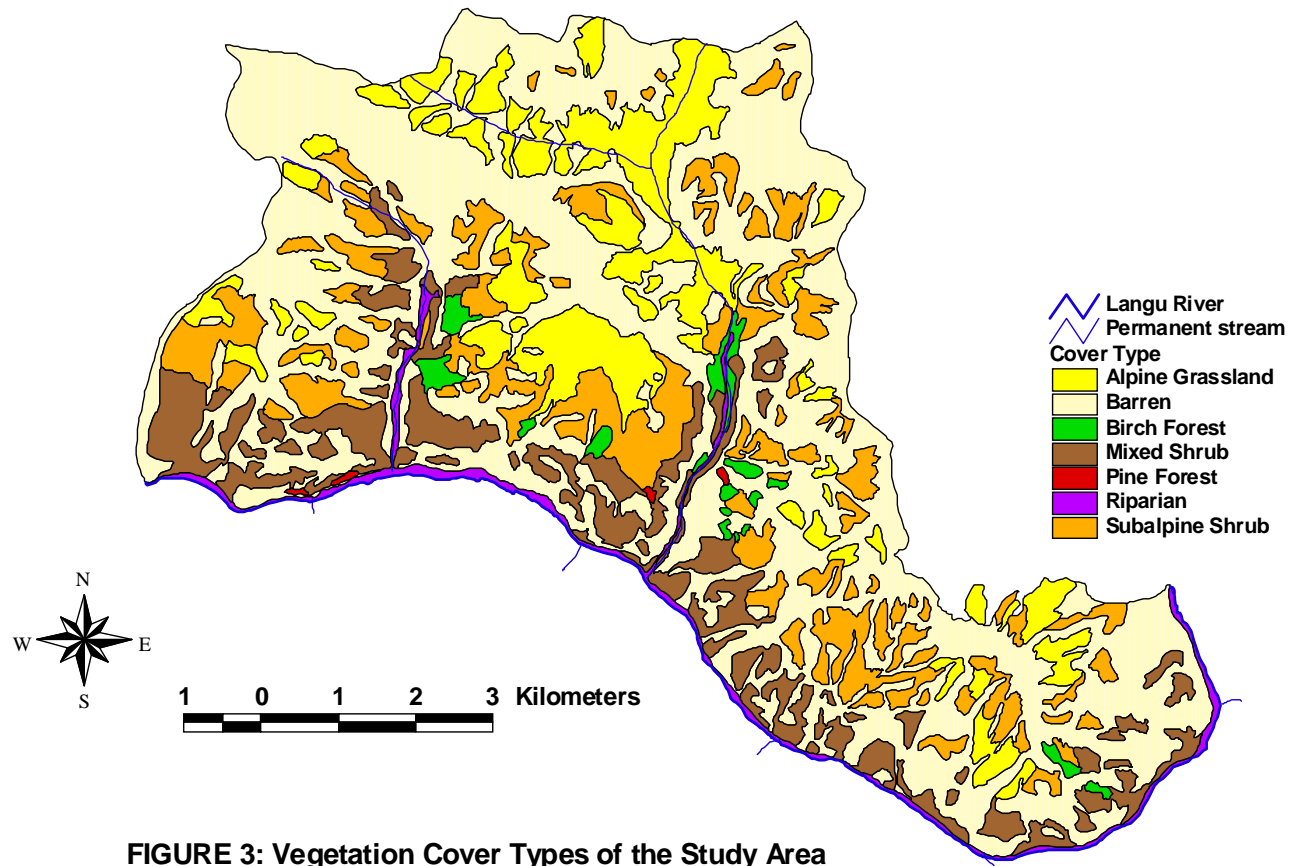 Langu River
Permanent stream
Cover Type
Alpine Grassland
Barren
Birch Forest
Mixed Shrub
Pine Forest
Riparian
Subalpine Shrub
N
W E
S
1 0 1 2 3 Kilometers
FIGURE 3: Vegetation Cover Types of the Study Area